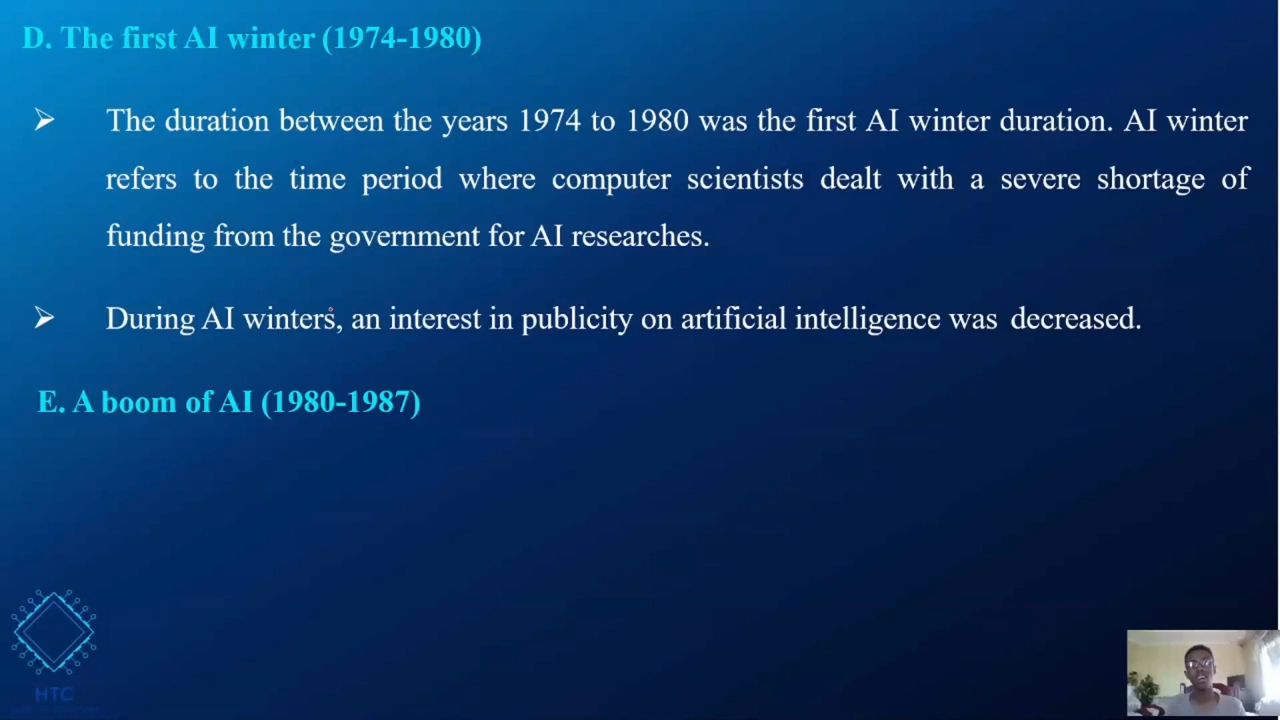 D. The first AI winter (1974-1980)
The duration between the years 1974 to 1980 was the first AI winter duration. AI winter
refers to the time period where computer scientists dealt with a severe shortage of
funding from the government for AI researches.
During AI winters, an interest in publicity on artificial intelligence was decreased.
E. A boom of AI (1980-1987)
HTC